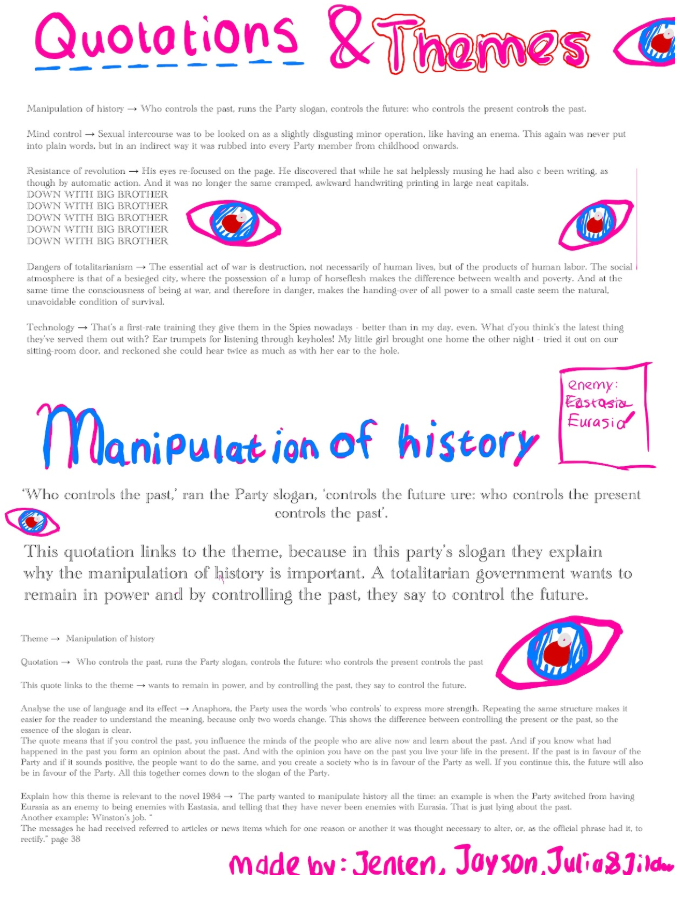 Quotations & Themes
Manipulation of history → Who controls the past, runs the Party slogan, controls the future: who controls the present controls the past.
Mind control → Sexual intercourse was to be looked on as a slightly disgusting minor operation, like having an enema. This again was never put
into plain words, but in an indirect way it was rubbed into every Party member from childhood onwards.
Resistance of revolution → His eyes re-focused on the page. He discovered that while he sat helplessly musing he had also c been writing, as
though by automatic action. And it was no longer the same cramped, awkward handwriting printing in large neat capitals.
DOWN WITH BIG BROTHER
DOWN WITH BIG BROTHER
DOWN WITH BIG BROTHER
DOWN WITH BIG BROTHER
DOWN WITH BIG BROTHER
Dangers of totalitarianism → The essential act of war is destruction, not necessarily of human lives, but of the products of human labor. The social
atmosphere is that of a besieged city, where the possession of a lump of horseflesh makes the difference between wealth and poverty. And at the
same time the consciousness of being at war, and therefore in danger, makes the handing-over of all power to a small caste seem the natural,
unavoidable condition of survival.
Technology → That's a first-rate training they give them in the Spies nowadays - better than in my day, even. What d'you think's the latest thing
they've served them out with? Ear trumpets for listening through keyholes! My little girl brought one home the other night - tried it out on our
sitting-room door, and reckoned she could hear twice as much as with her ear to the hole.
enemy:
Eastasia
Eurasia
Manipulation of history
'Who controls the past,' ran the Party slogan, 'controls the future ure: who controls the present
controls the past'.
This quotation links to the theme, because in this party's slogan they explain
why the manipulation of history is important. A totalitarian government wants to
remain in power and by controlling the past, they say to control the future.
Theme → Manipulation of history
Quotation → Who controls the past, runs the Party slogan, controls the future: who controls the present controls the past
This quote links to the theme → wants to remain in power, and by controlling the past, they say to control the future.
Analyse the use of language and its effect → Anaphora, the Party uses the words 'who controls' to express more strength. Repeating the same structure makes it
easier for the reader to understand the meaning, because only two words change. This shows the difference between controlling the present or the past, so the
essence of the slogan is clear.
The quote means that if you control the past, you influence the minds of the people who are alive now and learn about the past. And if you know what had
happened in the past you form an opinion about the past. And with the opinion you have on the past you live your life in the present. If the past is in favour of the
Party and if it sounds positive, the people want to do the same, and you create a society who is in favour of the Party as well. If you continue this, the future will also
be in favour of the Party. All this together comes down to the slogan of the Party.
Explain how this theme is relevant to the novel 1984 → The party wanted to manipulate history all the time: an example is when the Party switched from having
Eurasia as an enemy to being enemies with Eastasia, and telling that they have never been enemies with Eurasia. That is just lying about the past.
Another example: Winston's job. "
The messages he had received referred to articles or news items which for one reason or another it was thought necessary to alter, or, as the official phrase had it, to
rectify." page 38
made by: Jenten, Jayson, Julia &